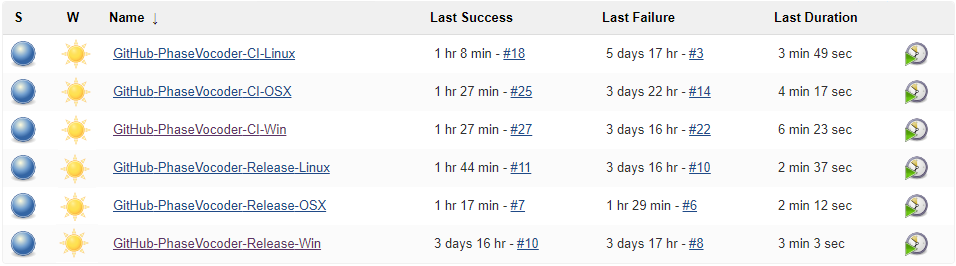 S W Name ↓ Last Success Last Failure Last Duration
GitHub-PhaseVocoder-CI-Linux 1 hr 8 min - #18 5 days 17 hr - #3 3 min 49 sec
GitHub-PhaseVocoder-CI-OSX 1 hr 27 min - #25 3 days 22 hr - #14 4 min 17 sec
GitHub-PhaseVocoder-CI-Win 1 hr 27 min - #27 3 days 16 hr - #22 6 min 23 sec
GitHub-PhaseVocoder-Release-Linux 1 hr 44 min - #11 3 days 16 hr - #10 2 min 37 sec
GitHub-PhaseVocoder-Release-OSX 1 hr 17 min - #7 1 hr 29 min - #6 2 min 12 sec
GitHub-PhaseVocoder-Release-Win 3 days 16 hr - #10 3 days 17 hr - #8 3 min 3 sec